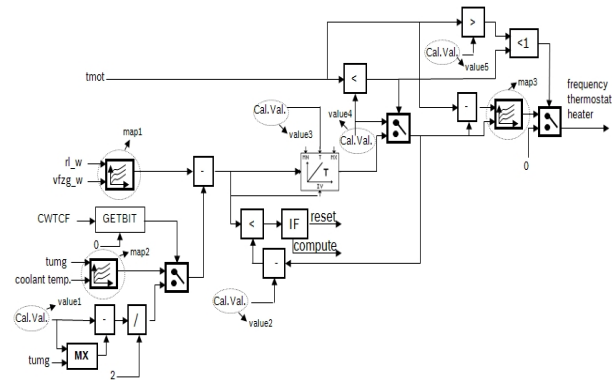 >
Cal.Val.
value5
<1
tmot
<
map3
frequency
thermostat
heater
Cal.Val.
value3
value4
Cal.Val.
-
0
map1
rl_w
vfzg_w
-
MN T MX
T
IV
CWTCF
GETBIT
0
<
IF
reset
compute
map2
tumg
coolant temp.
-
Cal.Val.
value2
value1
Cal.Val.
-
/
tumg
MX
2